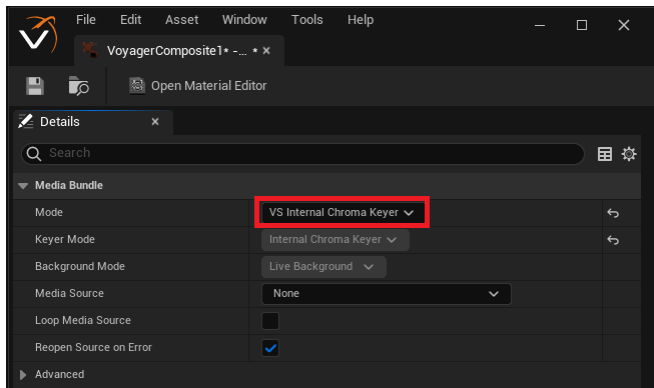 File Edit Asset Window Tools Help
VoyagerComposite1* -... *
Open Material Editor
Details
Search
Media Bundle
Mode VS Internal Chroma Keyer
Keyer Mode Internal Chroma Keyer
Background Mode Live Background
Media Source None
Loop Media Source
Reopen Source on Error
Advanced